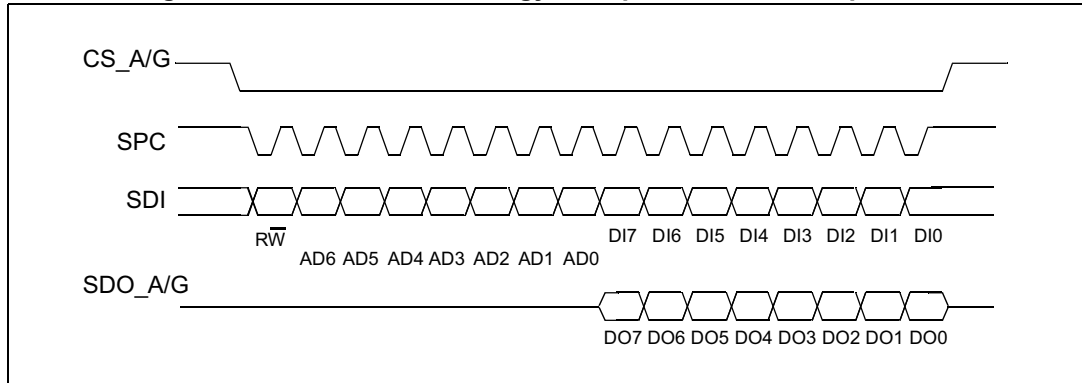 CS_A/G
SPC
SDI
RW DI7 DI6 DI5 DI4 DI3 DI2 DI1 DI0
AD6 AD5 AD4 AD3 AD2 AD1 AD0
SDO_A/G
DO7 DO6 DO5 DO4 DO3 DO2 DO1 DO0